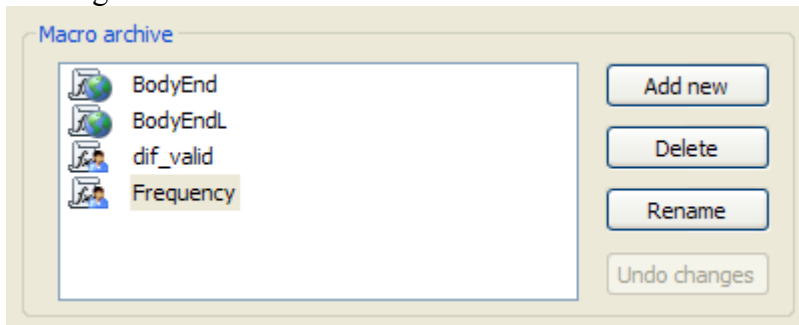 Macro archive
BodyEnd
BodyEndL
dif_valid
Frequency
Add new
Delete
Rename
Undo changes